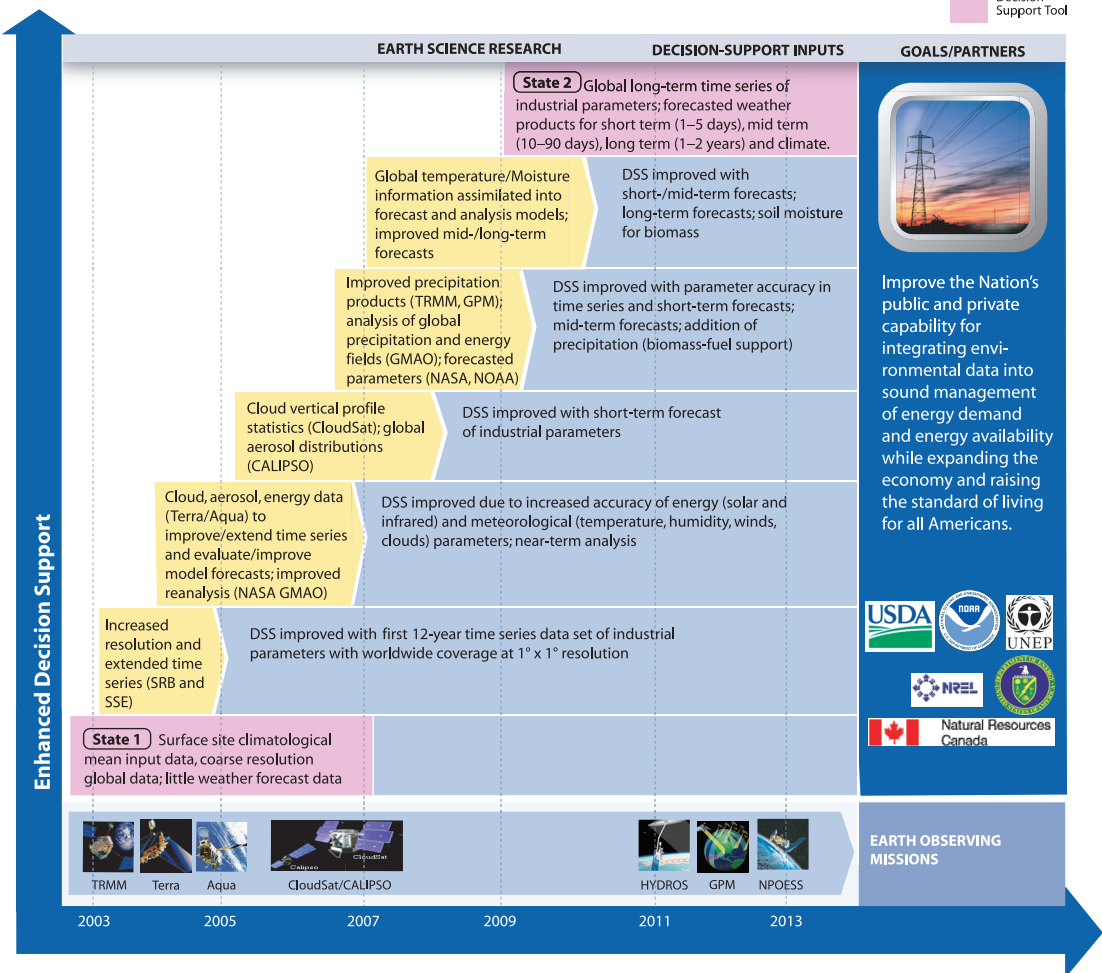 Support Tool
EARTH SCIENCE RESEARCH
DECISION-SUPPORT INPUTS
GOALS/PARTNERS
State 2 Global long-term time series of
industrial parameters; forecasted weather
products for short term (1–5 days), mid term
(10–90 days), long term (1–2 years) and climate.
Global temperature/Moisture
information assimilated into
forecast and analysis models;
improved mid-/long-term
forecasts
DSS improved with
short-/mid-term forecasts;
long-term forecasts; soil moisture
for biomass
Improved precipitation
products (TRMM, GPM);
analysis of global
precipitation and energy
fields (GMAO); forecasted
parameters (NASA, NOAA)
DSS improved with parameter accuracy in
time series and short-term forecasts;
mid-term forecasts; addition of
precipitation (biomass-fuel support)
Cloud vertical profile
statistics (CloudSat); global
aerosol distributions
(CALIPSO)
DSS improved with short-term forecast
of industrial parameters
Cloud, aerosol, energy data
(Terra/Aqua) to
improve/extend time series
and evaluate/improve
model forecasts; improved
reanalysis (NASA GMAO)
DSS improved due to increased accuracy of energy (solar and
infrared) and meteorological (temperature, humidity, winds,
clouds) parameters; near-term analysis
Increased
resolution and
extended time
series (SRB and
SSE)
DSS improved with first 12-year time series data set of industrial
parameters with worldwide coverage at 1° x 1° resolution
State 1 Surface site climatological
mean input data, coarse resolution
global data; little weather forecast data
Enhanced Decision Support
Improve the Nation's
public and private
capability for
integrating envi-
ronmental data into
sound management
of energy demand
and energy availability
while expanding the
economy and raising
the standard of living
for all Americans.
USDA
NOAA
UNEP
NREL
Natural Resources
Canada
Calipso
CloudSat
TRMM
Terra
Aqua
CloudSat/CALIPSO
HYDROS
GPM
NPOESS
EARTH OBSERVING
MISSIONS
2003
2005
2007
2009
2011
2013